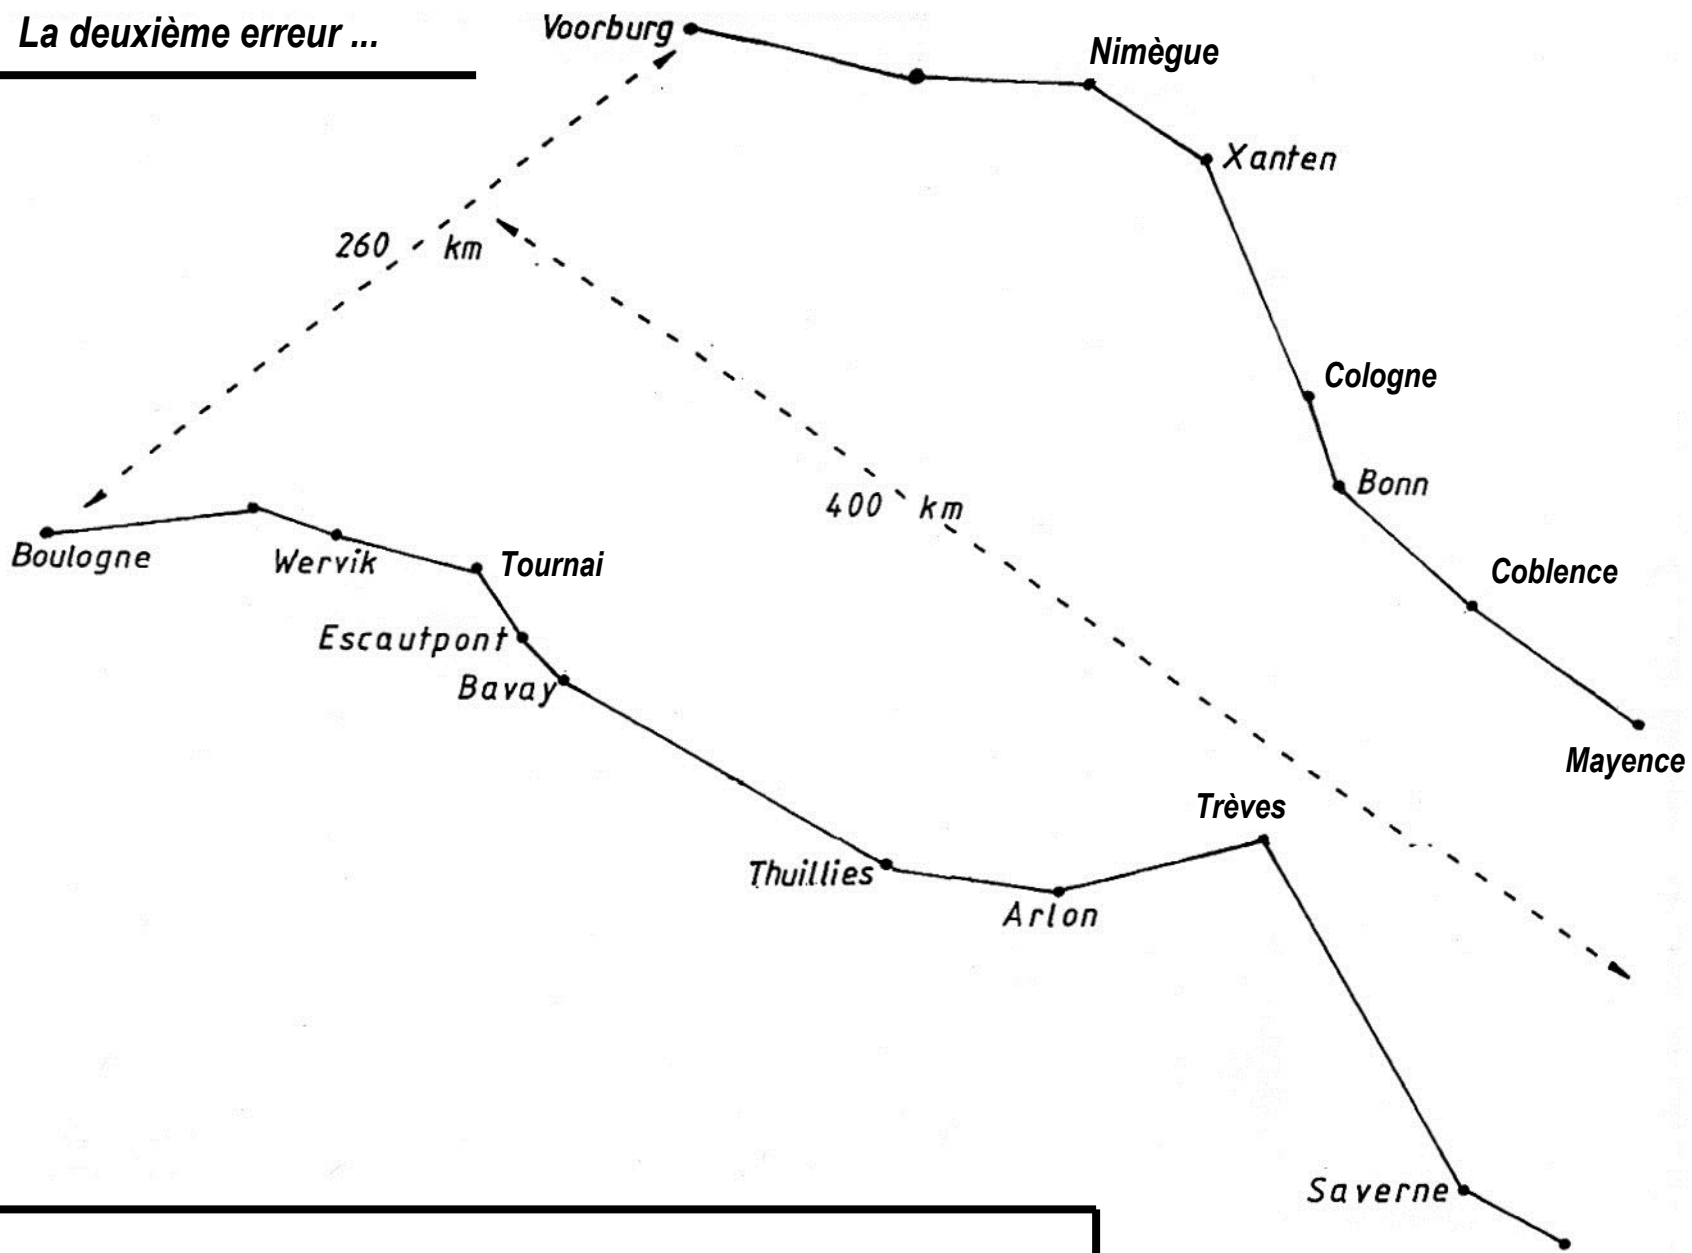 La deuxième erreur ...
Voorburg
Nimègue
Xanten
260 km
Cologne
Bonn
400 km
Boulogne
Wervik
Tournai
Coblence
Escautpont
Bavay
Mayence
Trèves
Thuillies
Arlon
Saverne